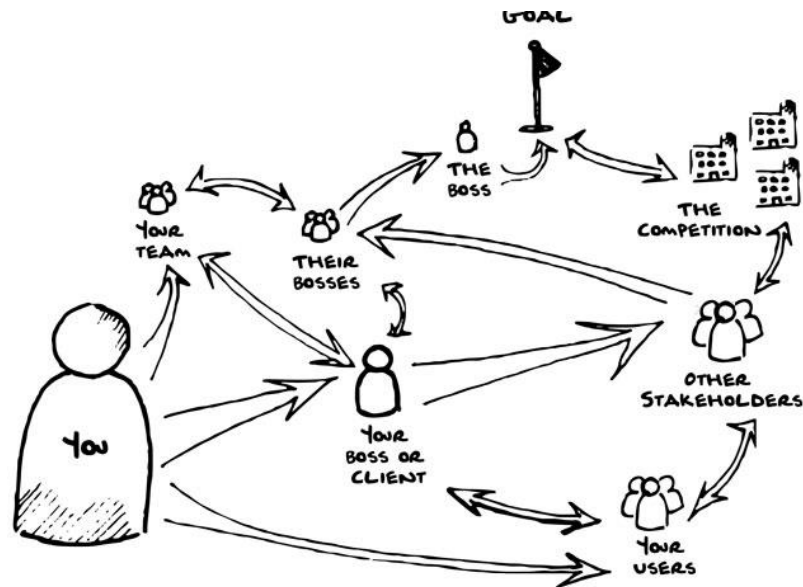 GOAL
THE
BOSS
THE
COMPETITION
YOUR
TEAM
THEIR
BOSSES
OTHER
STAKEHOLDERS
YOU
YOUR
BOSS OR
CLIENT
YOUR
USERS